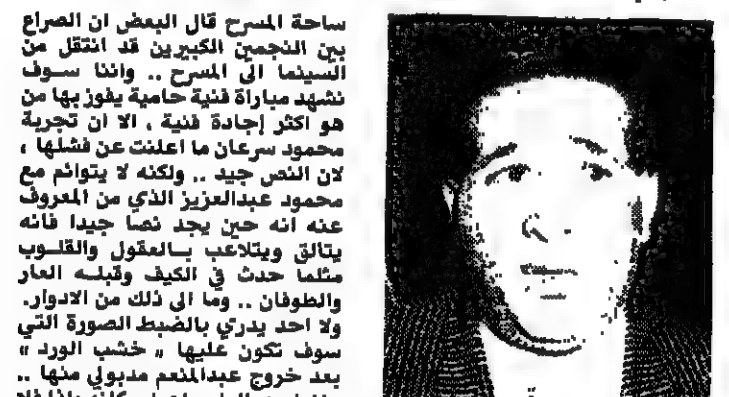 ساحة المسرح قال البعض ان الصراع
بين النجمين الكبيرين قد انتقل من
السينما الى المسرح .. واننا سوف
نشهد مباراة فنية حامية يفوز بها من
هو اكثر إجادة فنية ، الا ان تجربة
محمود سرعان ما اعلنت عن فشلها ،
لان النص جيد .. ولكنه لا يتوائم مع
محمود عبدالعزيز الذي من المعروف
عنه انه حين يجد نصا جيدا فأنه
يتالق ويتلاعب بالعقول والقلوب
مثلما حدث في الكيف وقبله العار
والطوفان .. وما الى ذلك من الادوار.
ولا احد يدري بالضبط الصورة التي
سوف تكون عليها « خشب الورد »
بعد خروج عبدالمنعم مدبولي منها ..